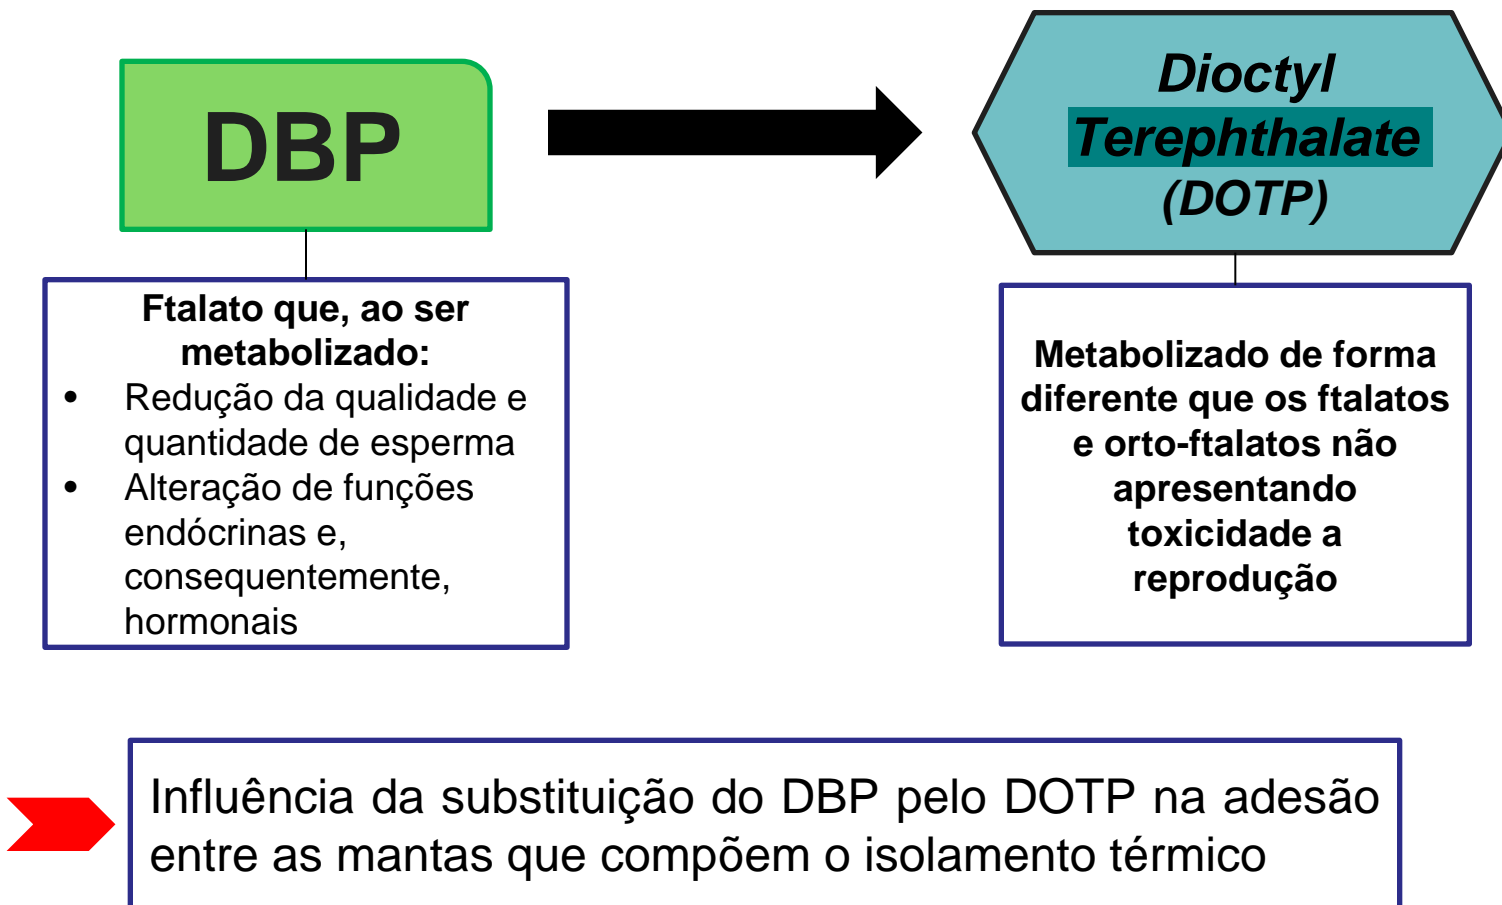 DBP
Dioctyl
Terephthalate
(DOTP)
Ftalato que, ao ser
metabolizado:
• Redução da qualidade e
quantidade de esperma
• Alteração de funções
endócrinas e,
consequentemente,
hormonais
Metabolizado de forma
diferente que os ftalatos
e orto-ftalatos não
apresentando
toxicidade a
reprodução
Influência da substituição do DBP pelo DOTP na adesão
entre as mantas que compõem o isolamento térmico